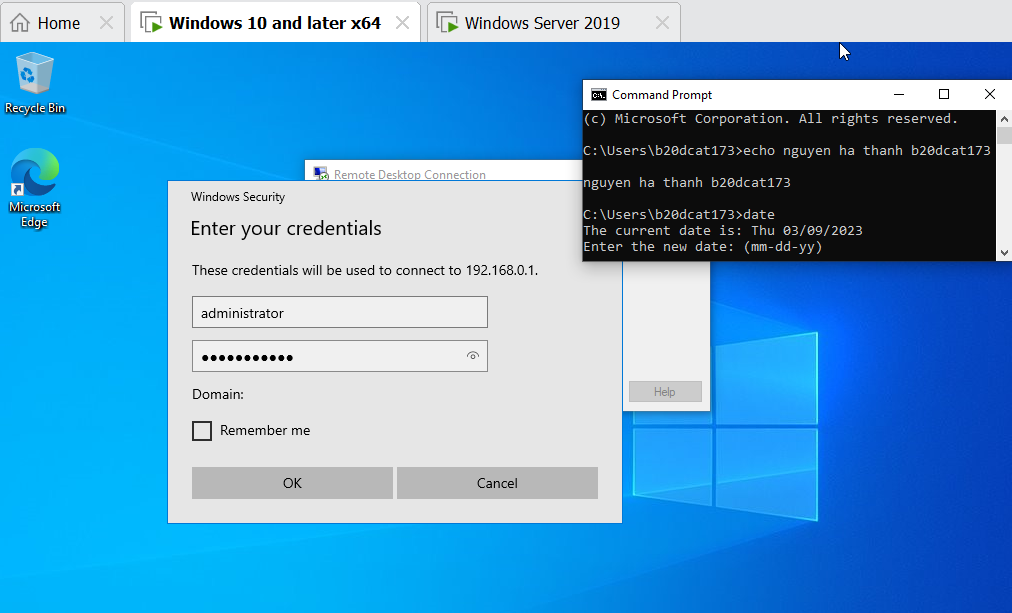 Home
Windows 10 and later x64
Windows Server 2019
Recycle Bin
Microsoft
Edge
Command Prompt
(c) Microsoft Corporation. All rights reserved.
C:\Users\b20dcat173>echo nguyen ha thanh b20dcat173
nguyen ha thanh b20dcat173
C:\Users\b20dcat173>date
The current date is: Thu 03/09/2023
Enter the new date: (mm-dd-yy)
Remote Desktop Connection
Windows Security
Enter your credentials
These credentials will be used to connect to 192.168.0.1.
administrator
●●●●●●●●●●●
Domain:
Remember me
OK
Cancel
Help